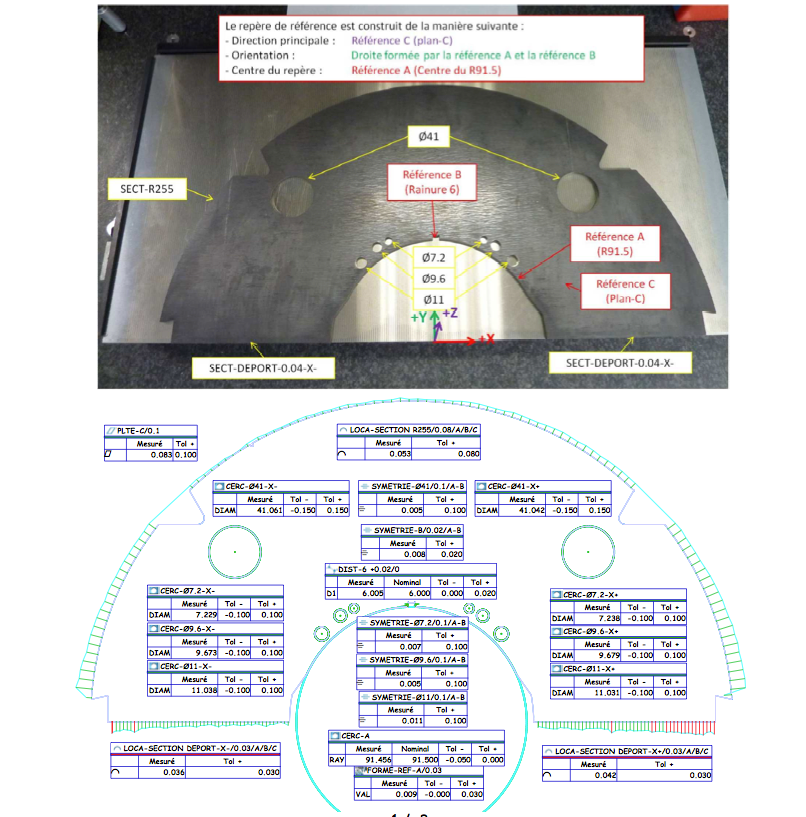 Le repère de référence est construit de la manière suivante :
- Direction principale : Référence C (plan-C)
- Orientation : Droite formée par la référence A et la référence B
- Centre du repère : Référence A (Centre du R91.5)
Ø41
SECT-R255
Référence B
(Rainure 6)
Référence A
(R91.5)
Ø7.2
Ø9.6
Ø11
Référence C
(Plan-C)
+Y +Z
+X
SECT-DEPORT-0.04-X-
SECT-DEPORT-0.04-X-
PLTE-C/0.1
Mesuré Tol +
0.083 0.100
LOCA-SECTION R255/0.08/A/B/C
Mesuré Tol +
0.053 0.080
CERC-Ø41-X-
Mesuré Tol - Tol +
DIAM 41.061 -0.150 0.150
SYMETRIE-Ø41/0.1/A-B
Mesuré Tol +
0.005 0.100
CERC-Ø41-X+
Mesuré Tol - Tol +
DIAM 41.042 -0.150 0.150
SYMETRIE-B/0.02/A-B
Mesuré Tol +
0.008 0.020
DIST-6 +0.02/0
Mesuré Nominal Tol - Tol +
D1 6.005 6.000 0.000 0.020
CERC-Ø7.2-X-
Mesuré Tol - Tol +
DIAM 7.229 -0.100 0.100
CERC-Ø9.6-X-
Mesuré Tol - Tol +
DIAM 9.673 -0.100 0.100
CERC-Ø11-X-
Mesuré Tol - Tol +
DIAM 11.038 -0.100 0.100
SYMETRIE-Ø7.2/0.1/A-B
Mesuré Tol +
0.007 0.100
SYMETRIE-Ø9.6/0.1/A-B
Mesuré Tol +
0.005 0.100
SYMETRIE-Ø11/0.1/A-B
Mesuré Tol +
0.011 0.100
CERC-Ø7.2-X+
Mesuré Tol - Tol +
DIAM 7.238 -0.100 0.100
CERC-Ø9.6-X+
Mesuré Tol - Tol +
DIAM 9.679 -0.100 0.100
CERC-Ø11-X+
Mesuré Tol - Tol +
DIAM 11.031 -0.100 0.100
CERC-A
Mesuré Nominal Tol - Tol +
RAY 91.456 91.500 -0.050 0.000
FORME-REF-A/0.03
Mesuré Tol - Tol +
VAL 0.009 -0.000 0.030
LOCA-SECTION DEPORT-X-/0.03/A/B/C
Mesuré Tol +
0.036 0.030
LOCA-SECTION DEPORT-X+/0.03/A/B/C
Mesuré Tol +
0.042 0.030